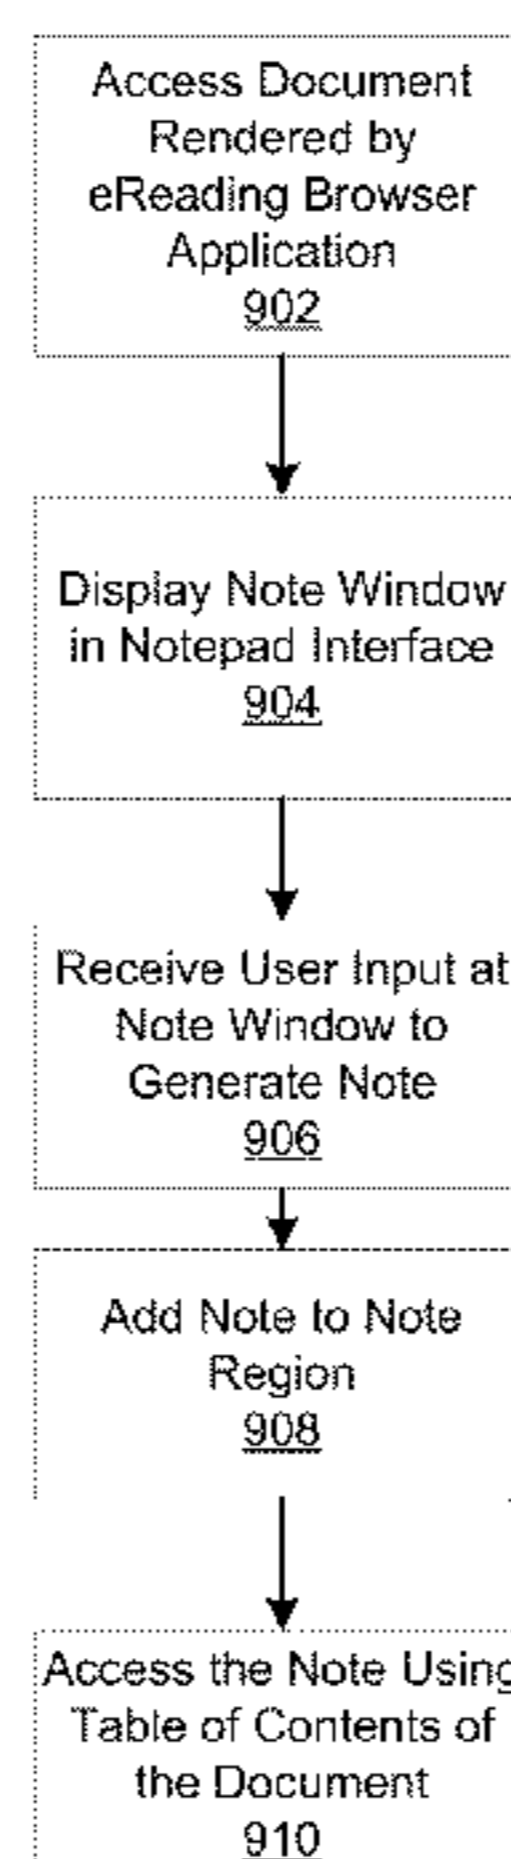 Access Document
Rendered by
eReading Browser
Application
902
Display Note Window
in Notepad Interface
904
Receive User Input at
Note Window to
Generate Note
906
Add Note to Note
Region
908
Access the Note Using
Table of Contents of
the Document
910